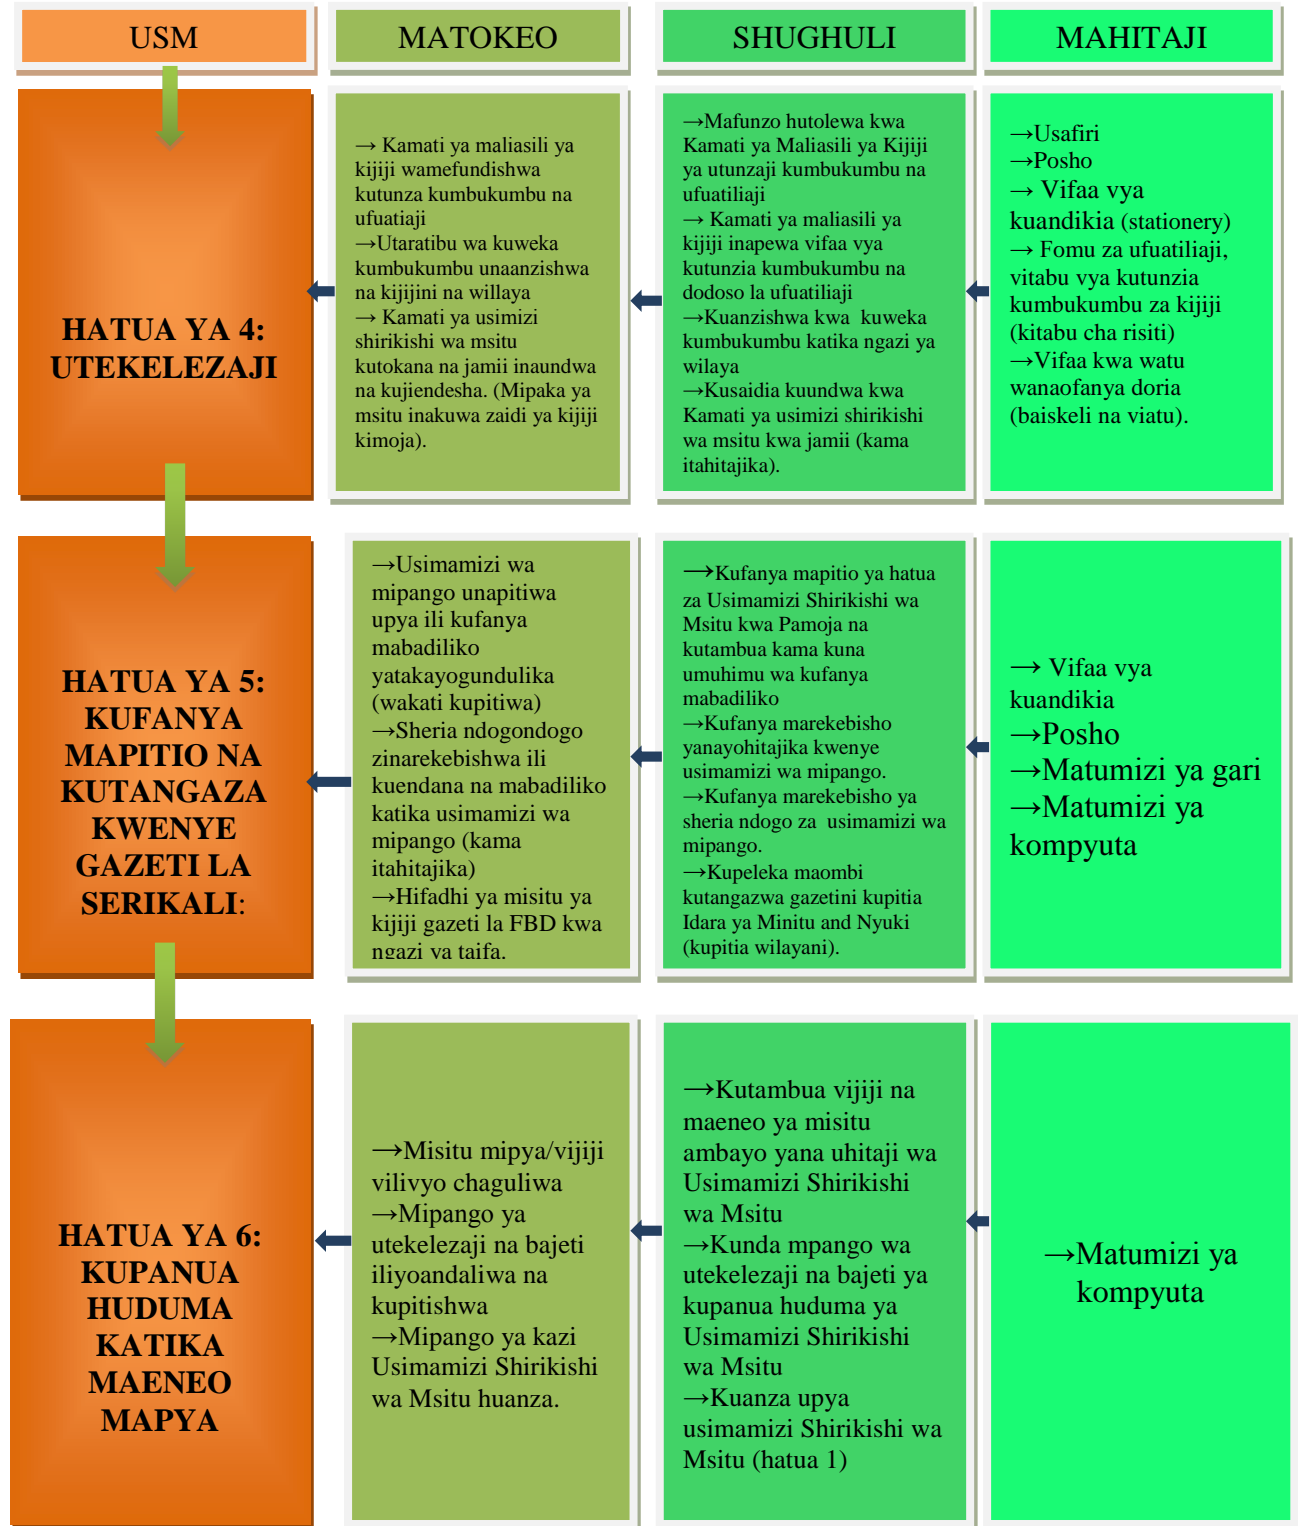 USM
MATOKEO
SHUGHULI
MAHITAJI
HATUA YA 4:
UTEKELEZAJI
→ Kamati ya maliasili ya
kijiji wamefundishwa
kutunza kumbukumbu na
ufuatiaji
→Utaratibu wa kuweka
kumbukumbu unaanzishwa
na kijijini na willaya
→ Kamati ya usimizi
shirikishi wa msitu
kutokana na jamii inaundwa
na kujiendesha. (Mipaka ya
msitu inakuwa zaidi ya kijiji
kimoja).
→Mafunzo hutolewa kwa
Kamati ya Maliasili ya Kijiji
ya utunzaji kumbukumbu na
ufuatiliaji
→ Kamati ya maliasili ya
kijiji inapewa vifaa vya
kutunzia kumbukumbu na
dodoso la ufuatiliaji
→Kuanzishwa kwa kuweka
kumbukumbu katika ngazi ya
wilaya
→Kusaidia kuundwa kwa
Kamati ya usimizi shirikishi
wa msitu kwa jamii (kama
itahitajika).
→Usafiri
→Posho
→ Vifaa vya
kuandikia (stationery)
→ Fomu za ufuatiliaji,
vitabu vya kutunzia
kumbukumbu za kijiji
(kitabu cha risiti)
→Vifaa kwa watu
wanaofanya doria
(baiskeli na viatu).
HATUA YA 5:
KUFANYA
MAPITIO NA
KUTANGAZA
KWENYE
GAZETI LA
SERIKALI:
→Usimamizi wa
mipango unapitiwa
upya ili kufanya
mabadiliko
yatakayogundulika
(wakati kupitiwa)
→Sheria ndogondogo
zinarekebishwa ili
kuendana na mabadiliko
katika usimamizi wa
mipango (kama
itahitajika)
→Hifadhi ya misitu ya
kijiji gazeti la FBD kwa
ngazi ya taifa.
→Kufanya mapitio ya hatua
za Usimamizi Shirikishi wa
Msitu kwa Pamoja na
kutambua kama kuna
umuhimu wa kufanya
mabadiliko
→Kufanya marekebisho
yanayohitajika kwenye
usimamizi wa mipango.
→Kufanya marekebisho ya
sheria ndogo za usimamizi wa
mipango.
→Kupeleka maombi
kutangazwa gazetini kupitia
Idara ya Minitu and Nyuki
(kupitia wilayani).
→ Vifaa vya
kuandikia
→Posho
→Matumizi ya gari
→Matumizi ya
kompyuta
HATUA YA 6:
KUPANUA
HUDUMA
KATIKA
MAENEO
MAPYA
→Misitu mipya/vijiji
vilivyo chaguliwa
→Mipango ya
utekelezaji na bajeti
iliyoandaliwa na
kupitishwa
→Mipango ya kazi
Usimamizi Shirikishi
wa Msitu huanza.
→Kutambua vijiji na
maeneo ya misitu
ambayo yana uhitaji wa
Usimamizi Shirikishi
wa Msitu
→Kunda mpango wa
utekelezaji na bajeti ya
kupanua huduma ya
Usimamizi Shirikishi
wa Msitu
→Kuanza upya
usimamizi Shirikishi wa
Msitu (hatua 1)
→Matumizi ya
kompyuta